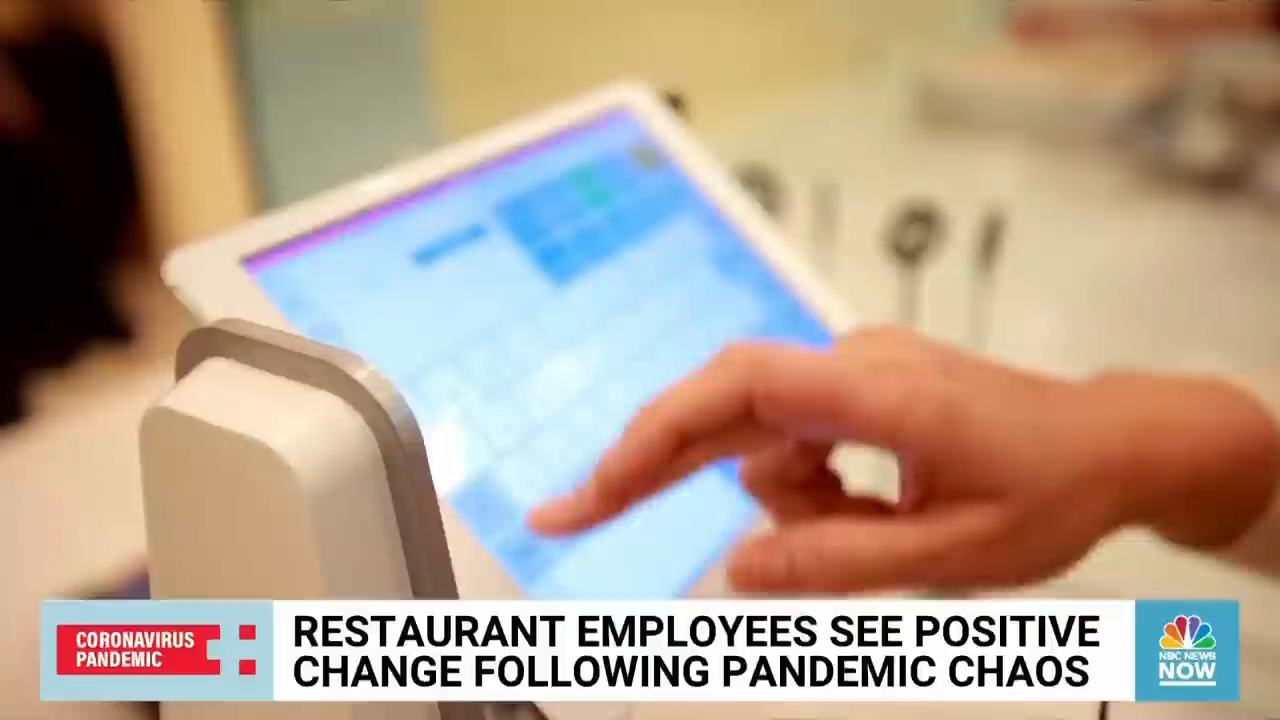 CORONAVIRUS
PANDEMIC
RESTAURANT EMPLOYEES SEE POSITIVE
CHANGE FOLLOWING PANDEMIC CHAOS
NBC NEWS
NOW